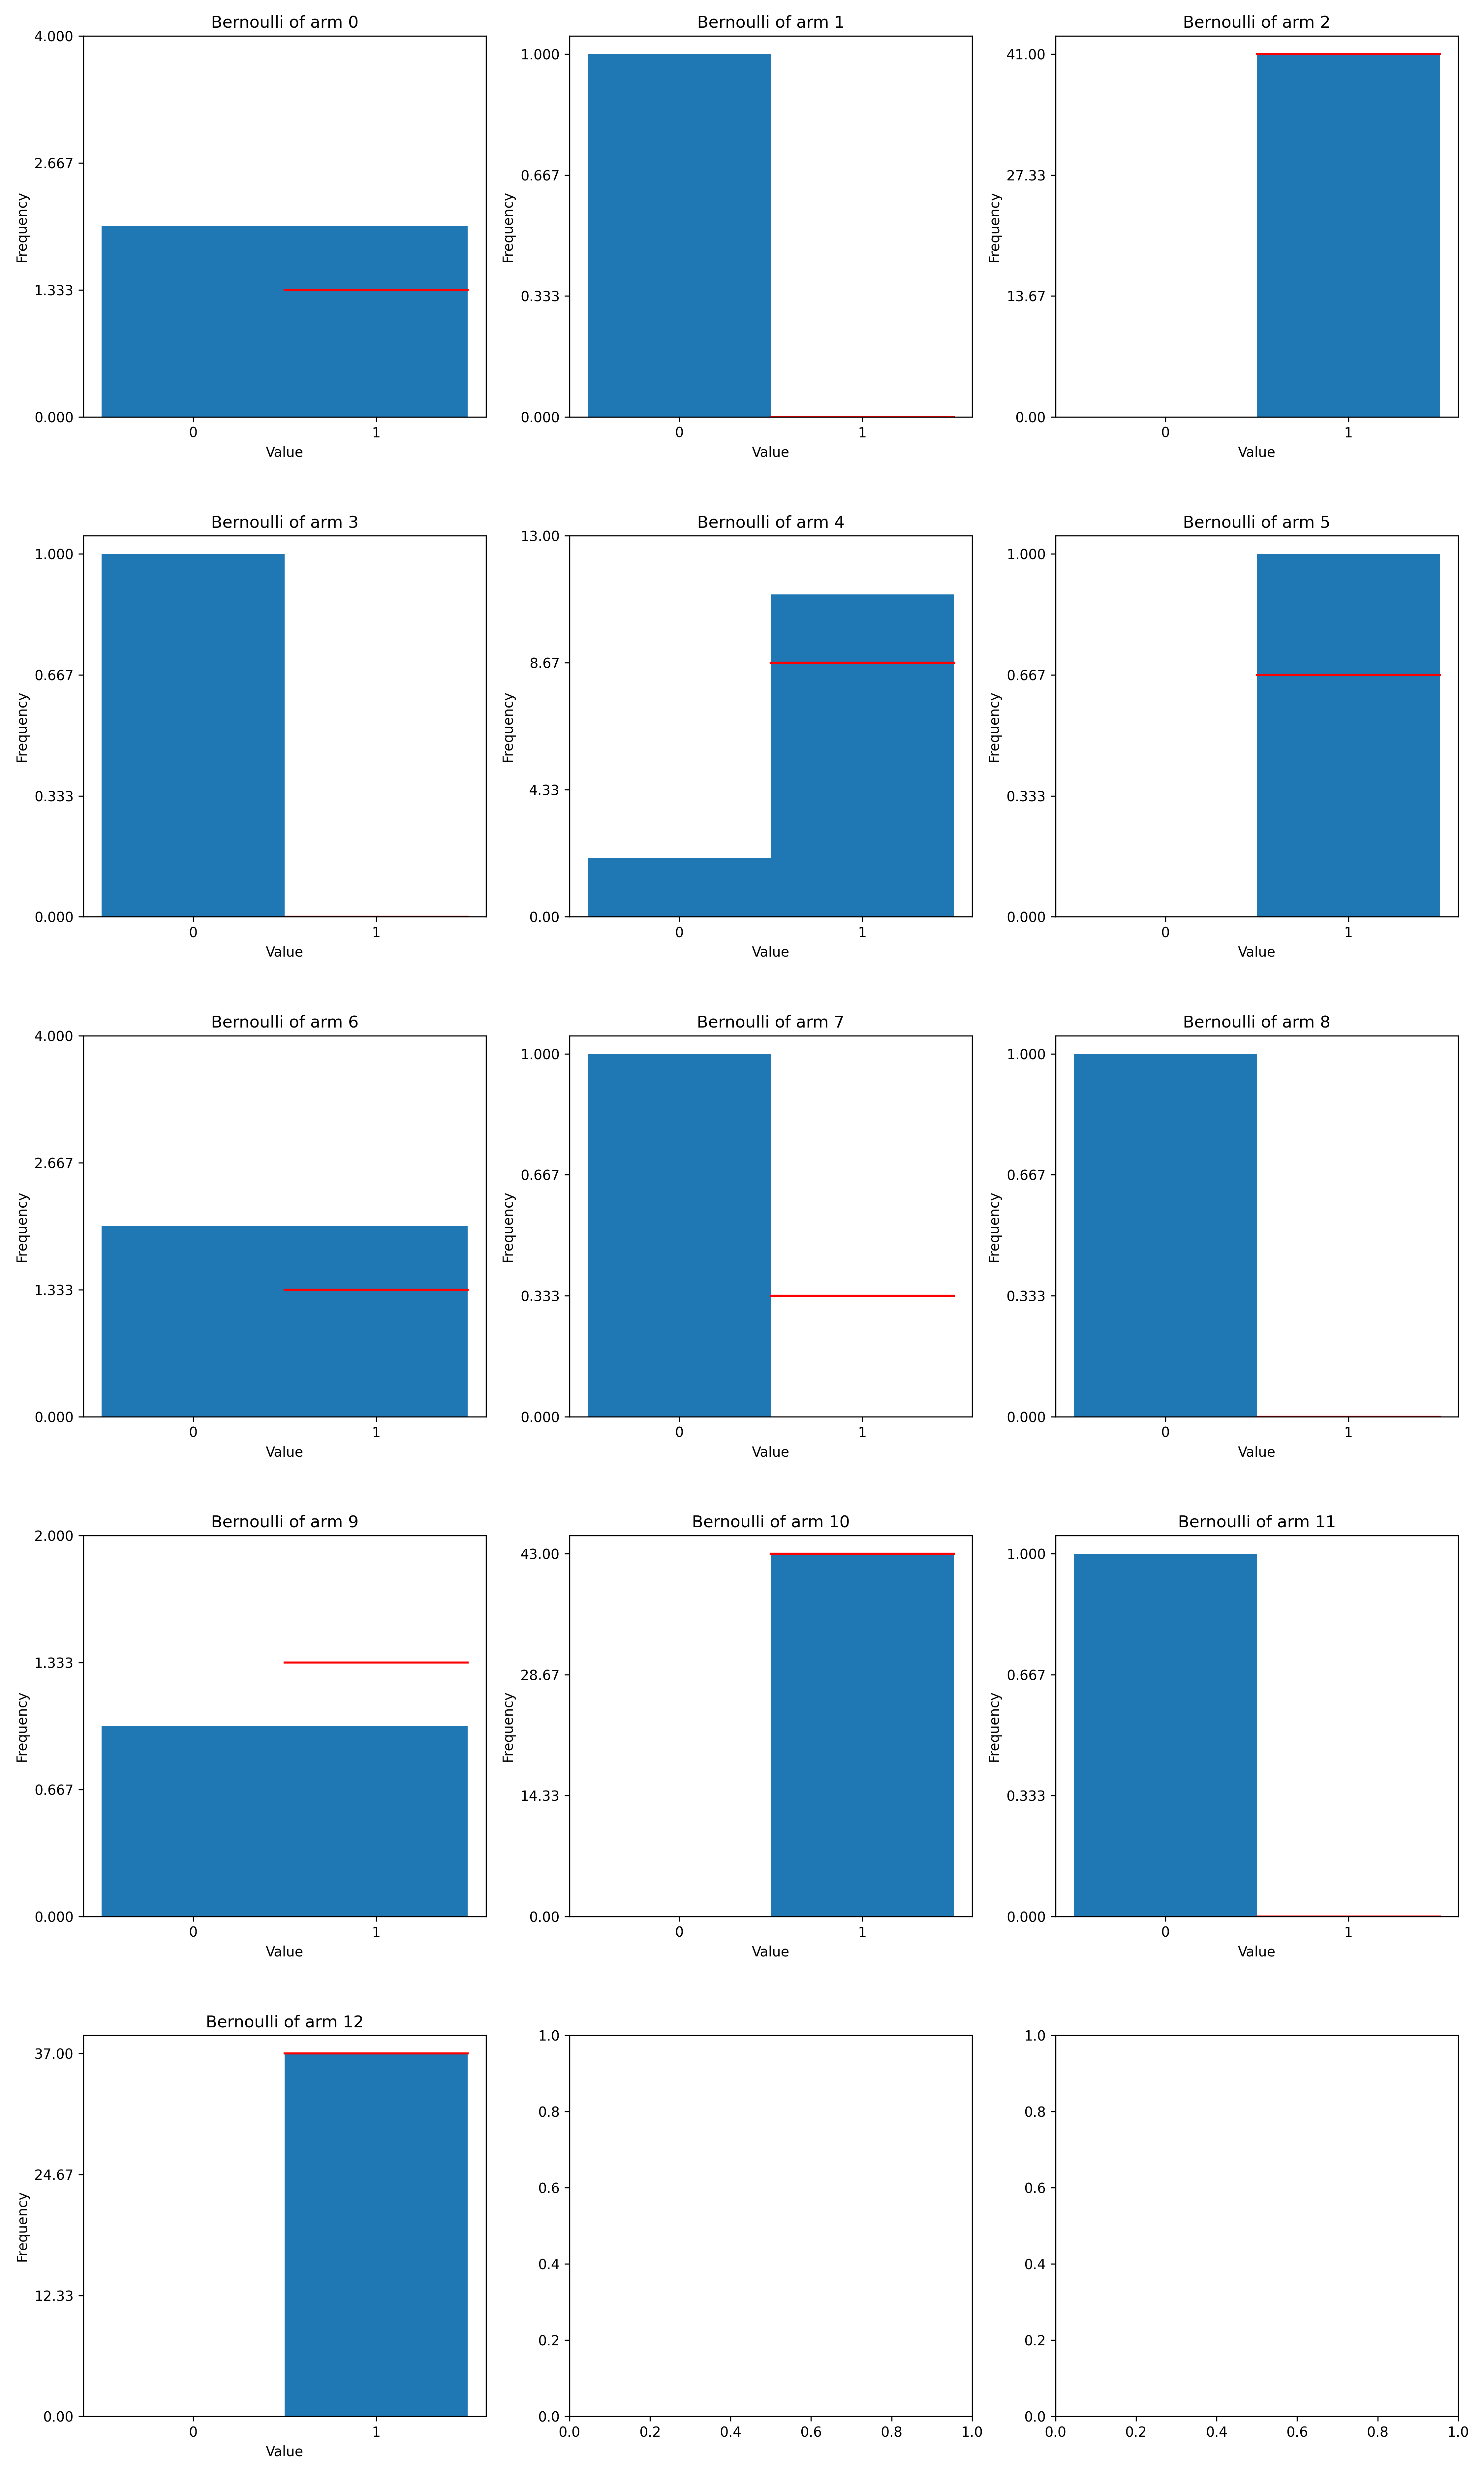 Bernoulli of arm 0
4.000
2.667
1.333
0.000
Frequency
0 1
Value
Bernoulli of arm 1
1.000
0.667
0.333
0.000
Frequency
0 1
Value
Bernoulli of arm 2
41.00
27.33
13.67
0.00
Frequency
0 1
Value
Bernoulli of arm 3
1.000
0.667
0.333
0.000
Frequency
0 1
Value
Bernoulli of arm 4
13.00
8.67
4.33
0.00
Frequency
0 1
Value
Bernoulli of arm 5
1.000
0.667
0.333
0.000
Frequency
0 1
Value
Bernoulli of arm 6
4.000
2.667
1.333
0.000
Frequency
0 1
Value
Bernoulli of arm 7
1.000
0.667
0.333
0.000
Frequency
0 1
Value
Bernoulli of arm 8
1.000
0.667
0.333
0.000
Frequency
0 1
Value
Bernoulli of arm 9
2.000
1.333
0.667
0.000
Frequency
0 1
Value
Bernoulli of arm 10
43.00
28.67
14.33
0.00
Frequency
0 1
Value
Bernoulli of arm 11
1.000
0.667
0.333
0.000
Frequency
0 1
Value
Bernoulli of arm 12
37.00
24.67
12.33
0.00
Frequency
0 1
Value
1.0
0.8
0.6
0.4
0.2
0.0
0.0 0.2 0.4 0.6 0.8 1.0
1.0
0.8
0.6
0.4
0.2
0.0
0.0 0.2 0.4 0.6 0.8 1.0